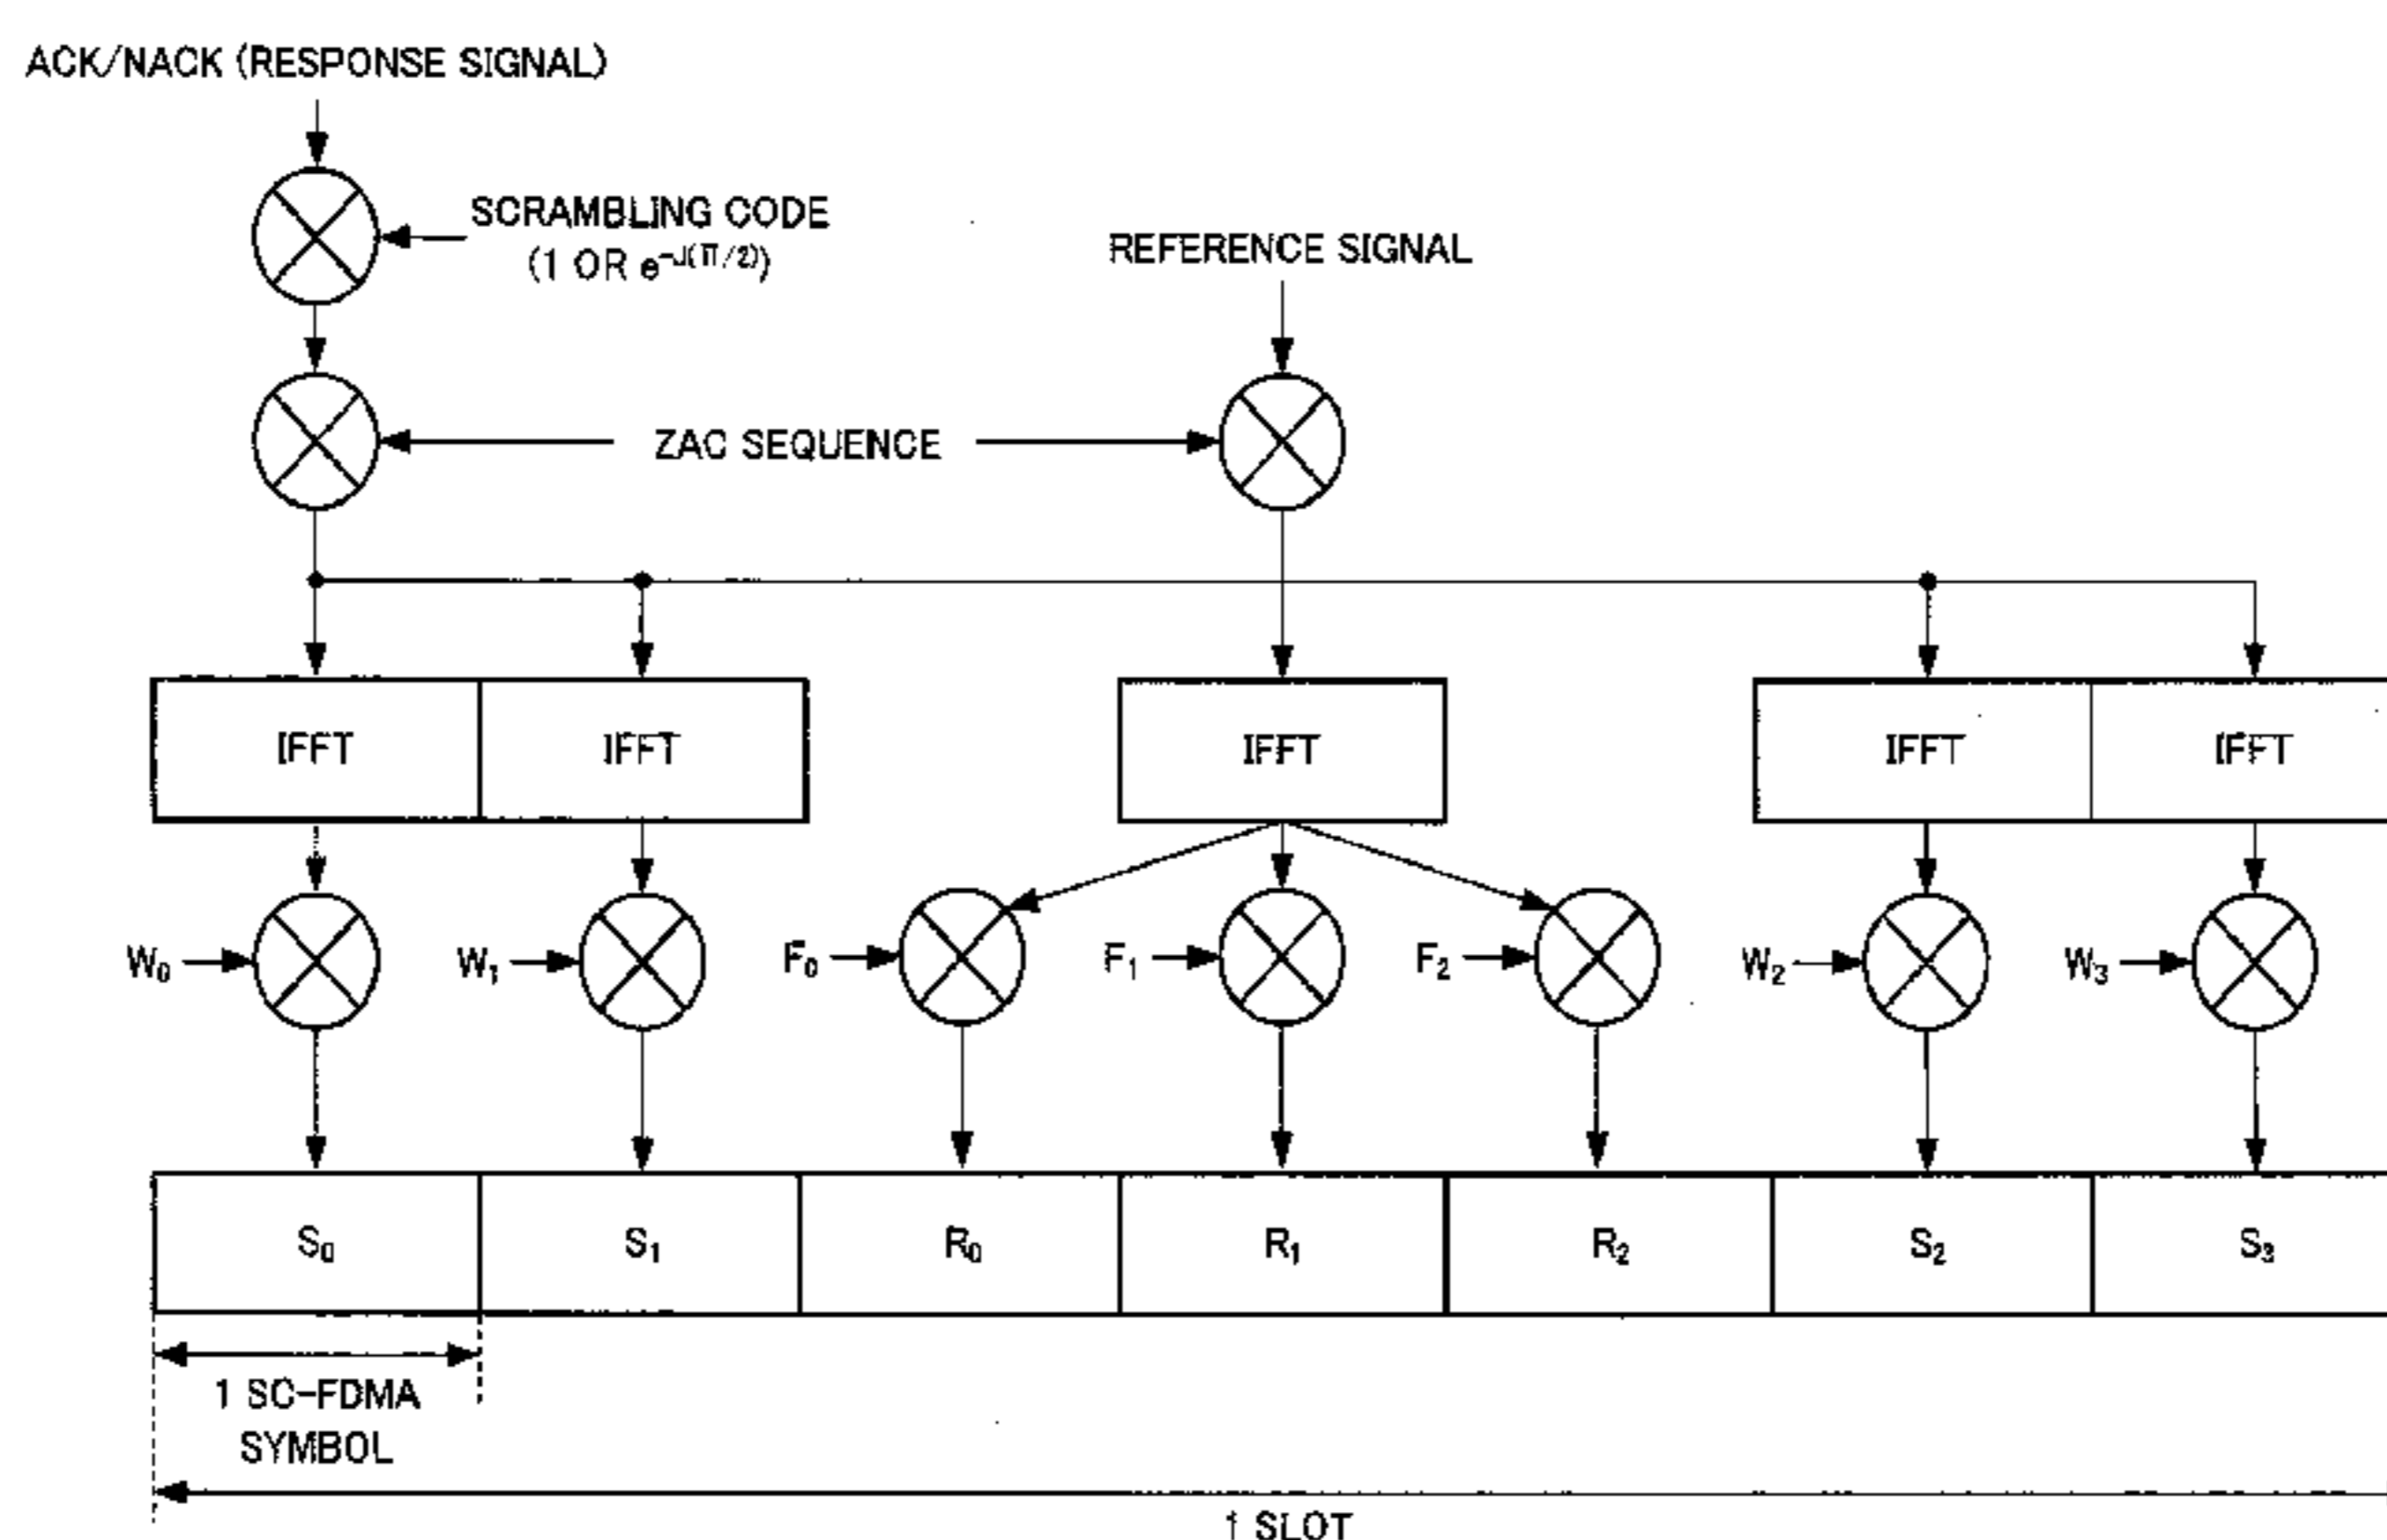 ACK/NACK (RESPONSE SIGNAL)
SCRAMBLING CODE
(1 OR e^-J(π/2))
REFERENCE SIGNAL
ZAC SEQUENCE
IFFT IFFT IFFT IFFT IFFT
W₀ W₁ F₀ F₁ F₂ W₂ W₃
S₀ S₁ R₀ R₁ R₂ S₂ S₃
1 SC-FDMA
SYMBOL
1 SLOT